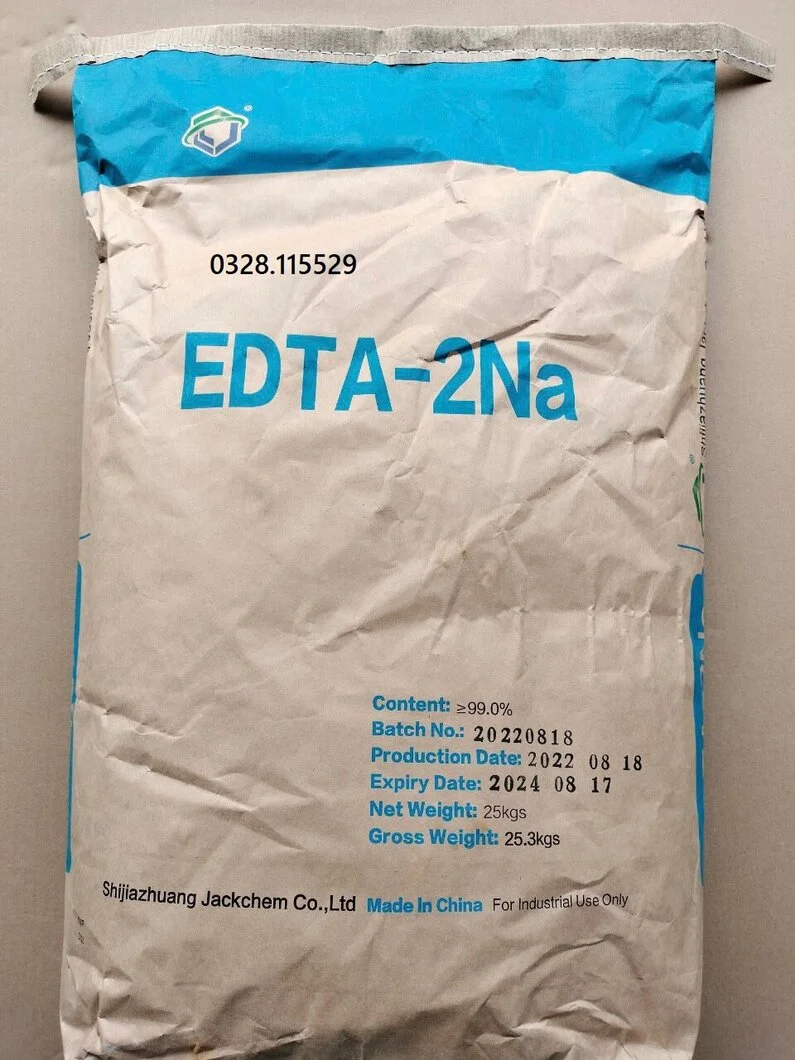 0328.115529
EDTA-2Na
Content: ≥99.0%
Batch No.: 20220818
Production Date: 2022 08 18
Expiry Date: 2024 08 17
Net Weight: 25kgs
Gross Weight: 25.3kgs
Shijiazhuang Jackchem Co.,Ltd Made In China For Industrial Use Only